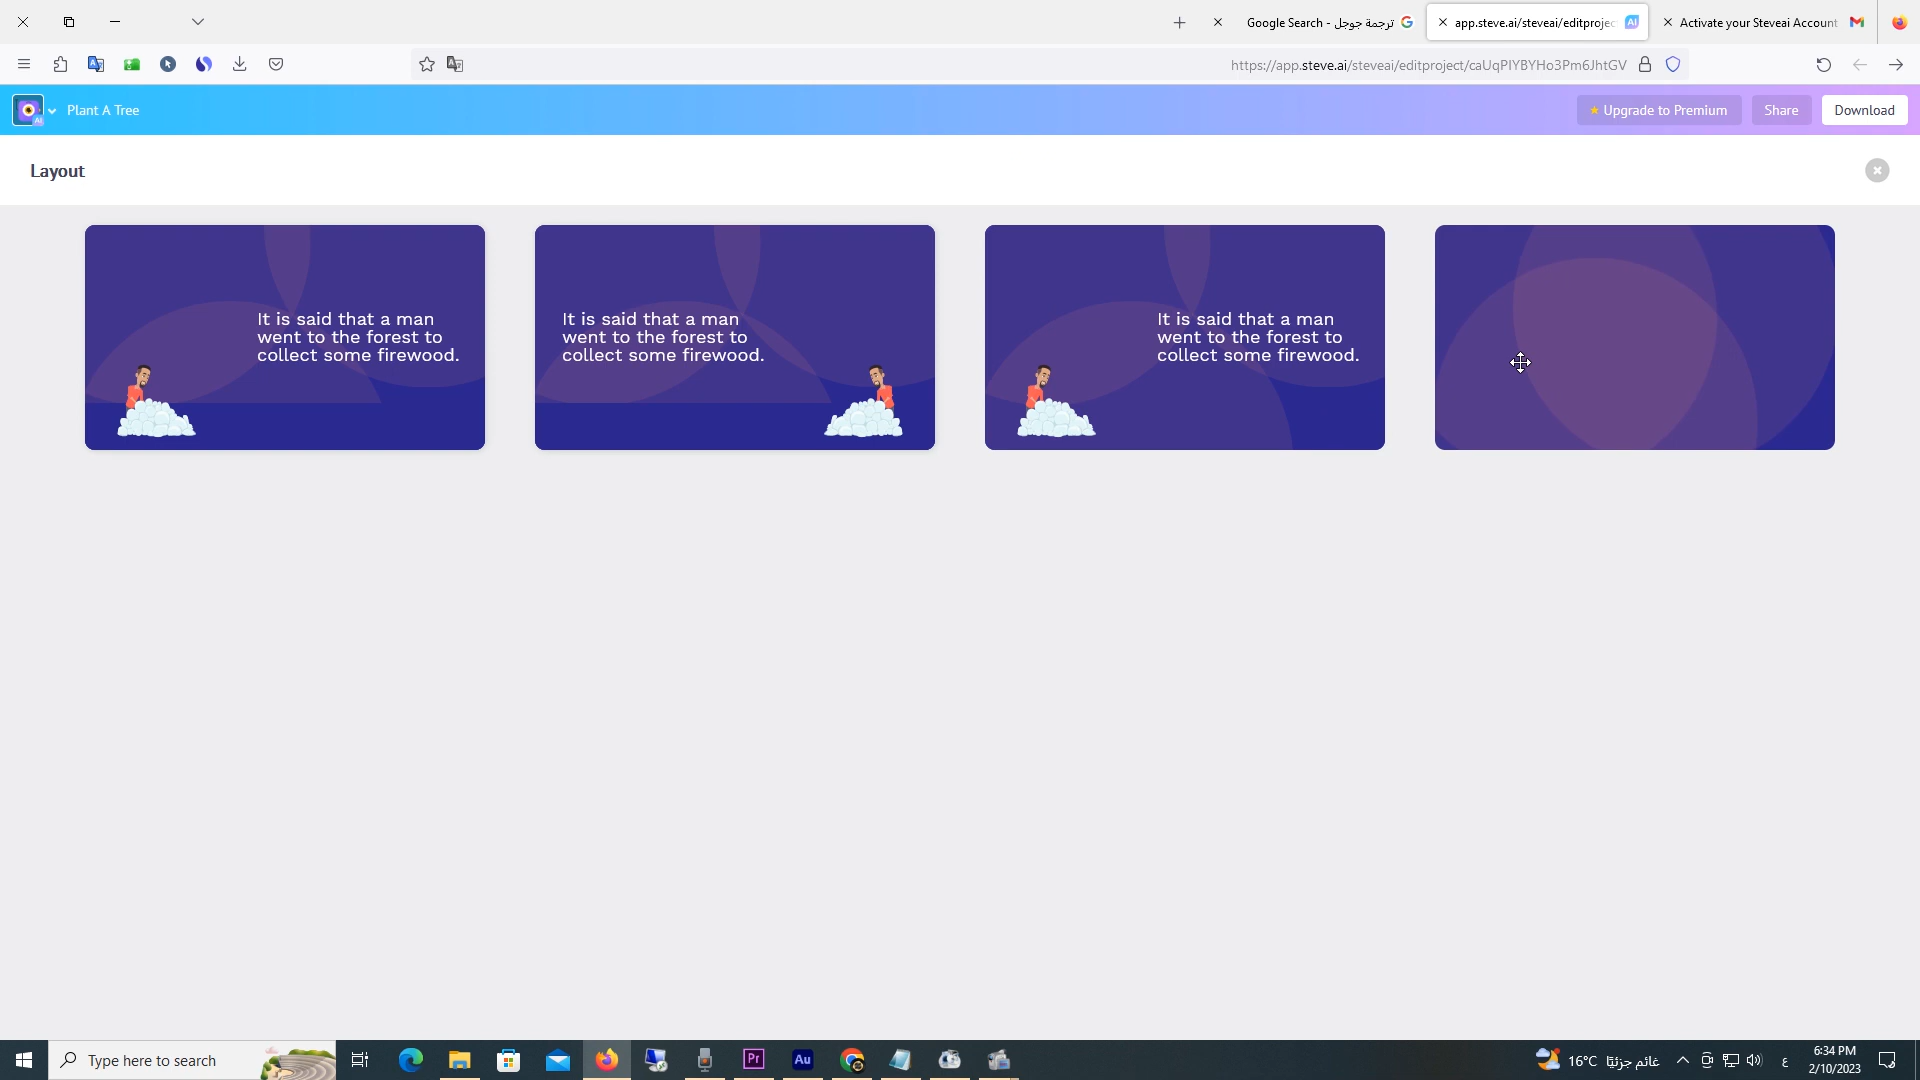 ترجمة جوجل - Google Search
app.steve.ai/steveai/editprojec
Activate your Steveai Account
https://app.steve.ai/steveai/editproject/caUqPIYBYHo3Pm6JhtGV
Plant A Tree
Upgrade to Premium
Share
Download
Layout
It is said that a man
went to the forest to
collect some firewood.
It is said that a man
went to the forest to
collect some firewood.
It is said that a man
went to the forest to
collect some firewood.
Type here to search
Pr
Au
16°C غائم جزئيًا
ع
6:34 PM
2/10/2023